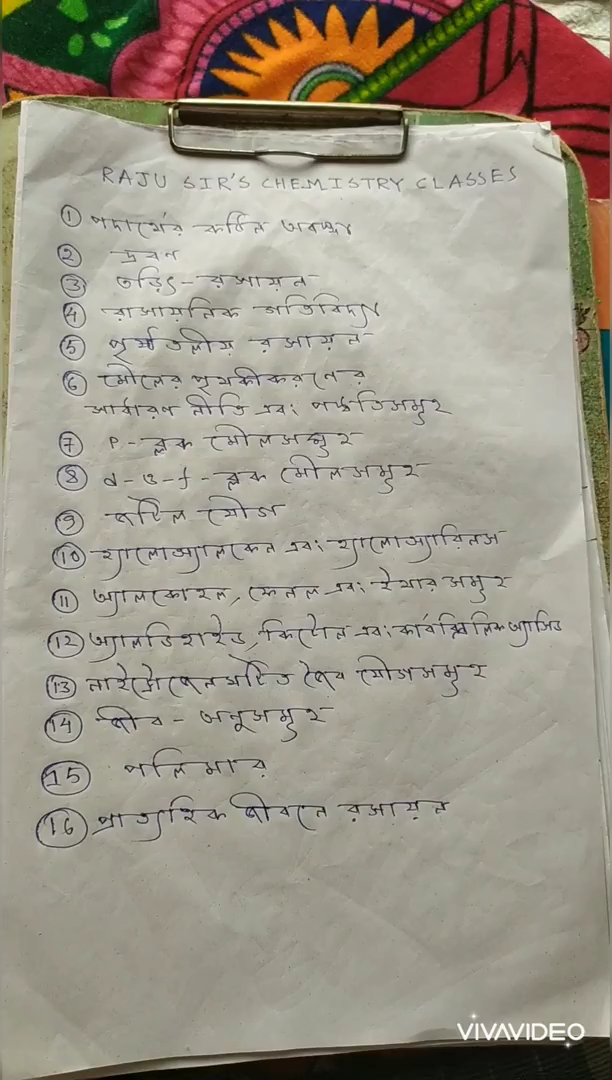 RAJU SIR'S CHEMISTRY CLASSES
① পদার্থের কঠিন অবস্থা
② দ্রবণ
③ তড়িৎ - রসায়ন
④ রাসায়নিক গতিবিদ্যা
⑤ পৃষ্ঠতলীয় রসায়ন
⑥ মৌলের পৃথকীকরণের
সাধারণ নীতি এবং পদ্ধতিসমূহ
⑦ P - ব্লক মৌলসমূহ
⑧ d - ও - f - ব্লক মৌলসমূহ
⑨ জটিল যৌগ
⑩ হ্যালোঅ্যালকেন এবং হ্যালোঅ্যারিনস
⑪ অ্যালকোহল, ফেনল এবং ইথার সমূহ
⑫ অ্যালডিহাইড, কিটোন এবং কার্বক্সিলিক অ্যাসিড
⑬ নাইট্রোজেনঘটিত জৈব যৌগসমূহ
⑭ জীব - অনুসমূহ
⑮ পলিমার
⑯ প্রাত্যহিক জীবনে রসায়ন
VIVAVIDEO